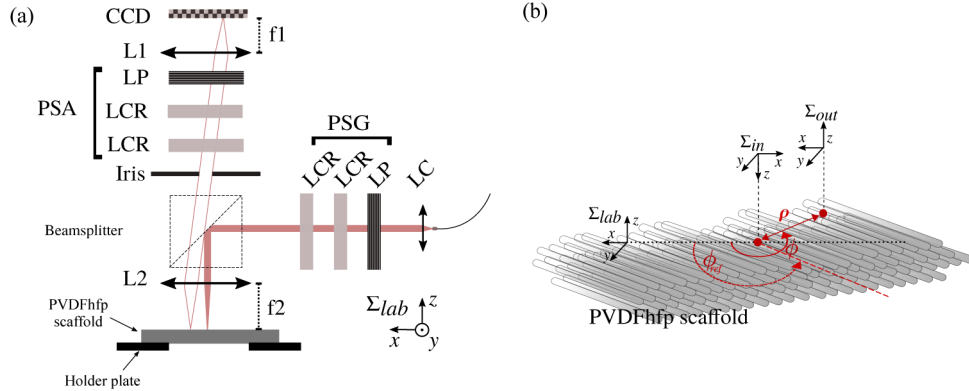 (a)
CCD
f1
L1
LP
PSA
LCR
LCR
Iris
PSG
LCR
LCR
LP
LC
Beamsplitter
L2
f2
PVDFhfp
scaffold
Holder plate
Σlab
z
x
y
(b)
Σout
x
z
y
Σin
x
y
z
Σlab
z
x
y
ρ
ϕ
ϕref
PVDFhfp scaffold